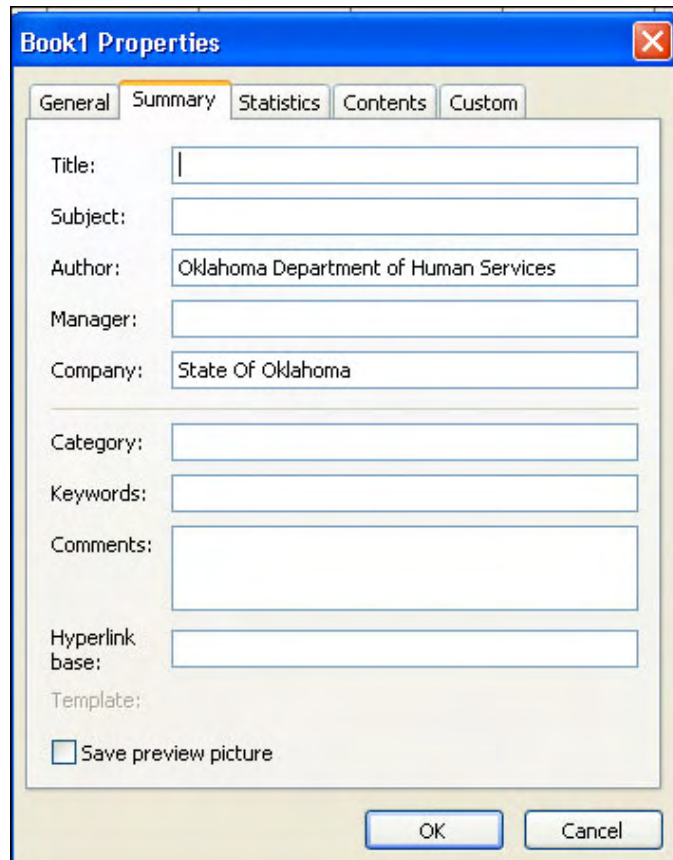 Book1 Properties
General Summary Statistics Contents Custom
Title:
Subject:
Author: Oklahoma Department of Human Services
Manager:
Company: State Of Oklahoma
Category:
Keywords:
Comments:
Hyperlink
base:
Template:
Save preview picture
OK Cancel